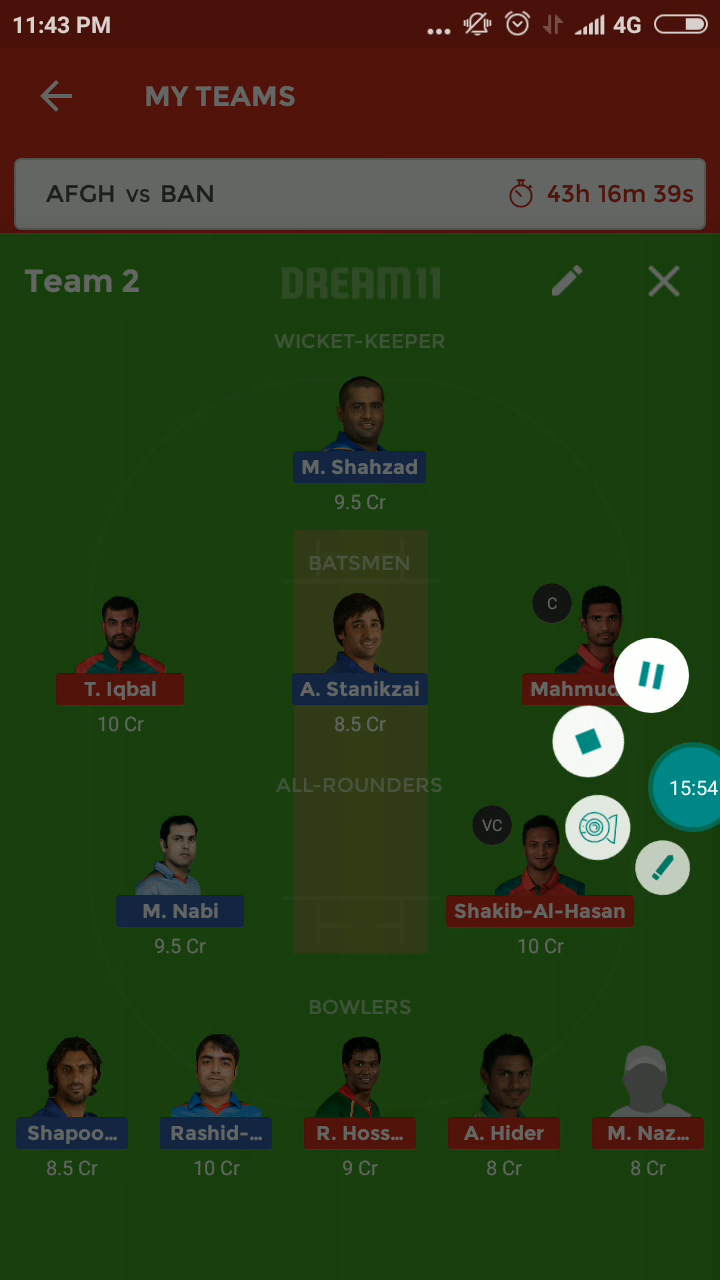 11:43 PM
4G
MY TEAMS
AFGH vs BAN
43h 16m 39s
Team 2
DREAM11
WICKET-KEEPER
M. Shahzad
9.5 Cr
BATSMEN
C
T. Iqbal
A. Stanikzai
Mahmud
10 Cr
8.5 Cr
15:54
ALL-ROUNDERS
VC
M. Nabi
Shakib-Al-Hasan
9.5 Cr
10 Cr
BOWLERS
Shapoo...
Rashid-...
R. Hoss...
A. Hider
M. Naz...
8.5 Cr
10 Cr
9 Cr
8 Cr
8 Cr